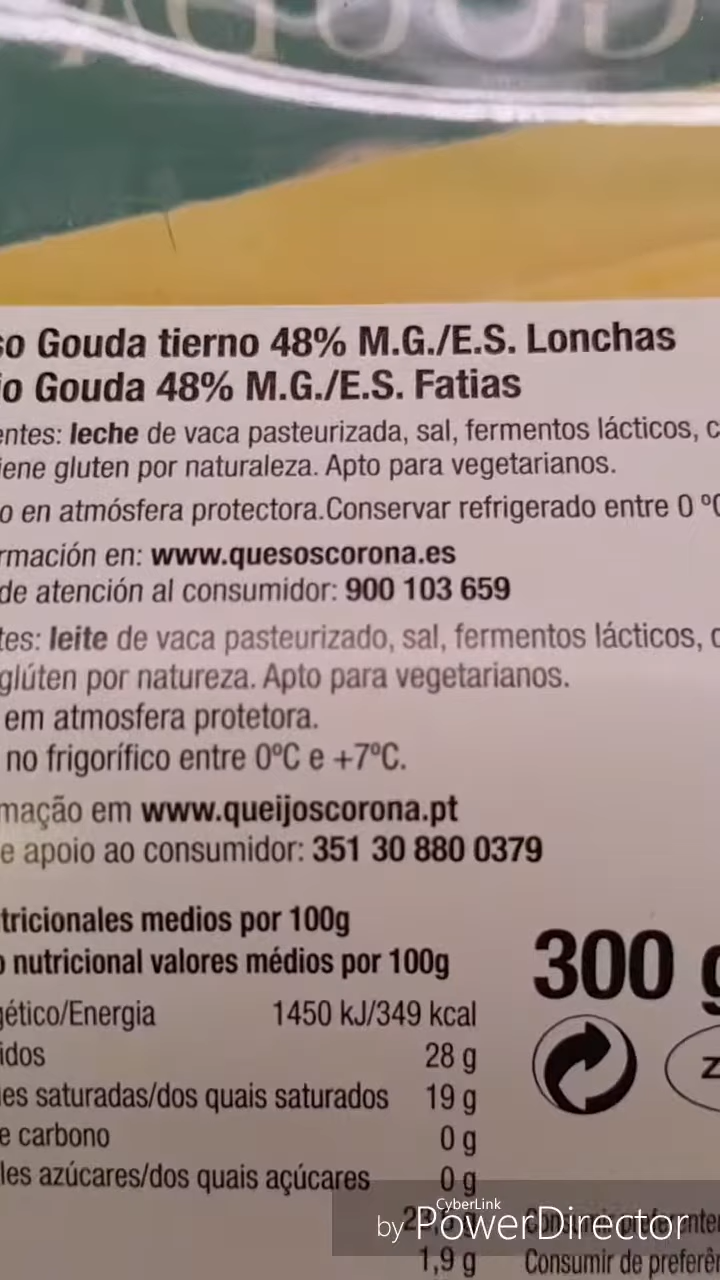 GOUD
so Gouda tierno 48% M.G./E.S. Lonchas
jo Gouda 48% M.G./E.S. Fatias
entes: leche de vaca pasteurizada, sal, fermentos lácticos, c
iene gluten por naturaleza. Apto para vegetarianos.
o en atmósfera protectora.Conservar refrigerado entre 0 ºC
rmación en: www.quesoscorona.es
de atención al consumidor: 900 103 659
tes: leite de vaca pasteurizado, sal, fermentos lácticos, c
glúten por natureza. Apto para vegetarianos.
em atmosfera protetora.
no frigorífico entre 0ºC e +7ºC.
mação em www.queijoscorona.pt
e apoio ao consumidor: 351 30 880 0379
tricionales medios por 100g
o nutricional valores médios por 100g
300 g
gético/Energia 1450 kJ/349 kcal
idos 28 g
es saturadas/dos quais saturados 19 g
Z
e carbono 0 g
les azúcares/dos quais açúcares 0 g
CyberLink
by PowerDirector
1,9 g Consumir de preferên